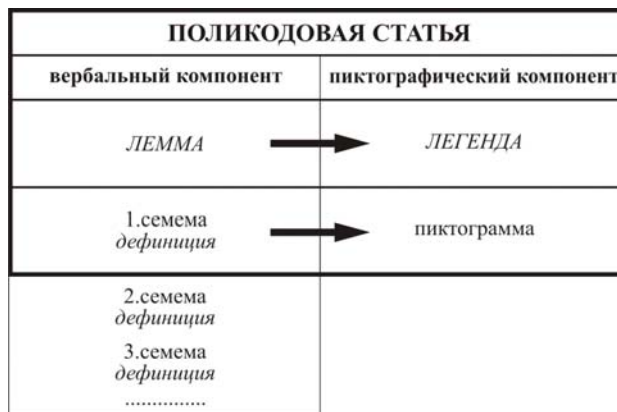 ПОЛИКОДОВАЯ СТАТЬЯ
вербальный компонент
пиктографический компонент
ЛЕММА
ЛЕГЕНДА
1.семема
дефиниция
пиктограмма
2.семема
дефиниция
3.семема
дефиниция
...............